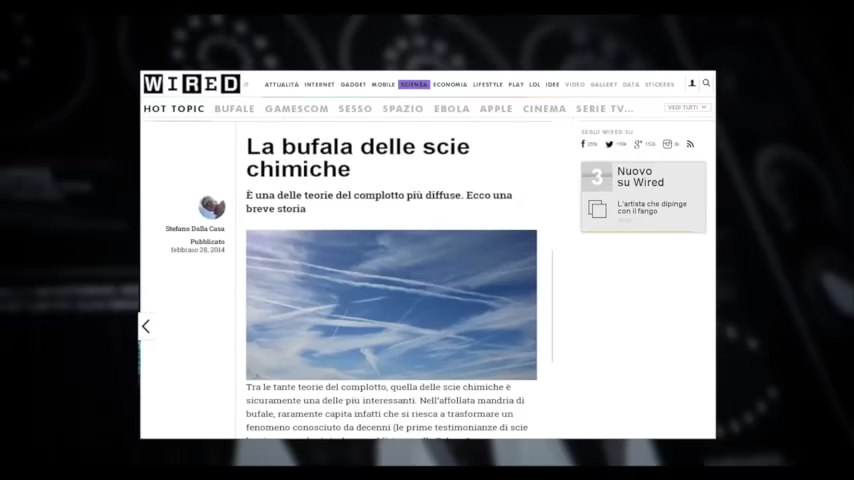 WIRED.IT
ATTUALITÀ INTERNET GADGET MOBILE SCIENZA ECONOMIA LIFESTYLE PLAY LOL IDEE VIDEO GALLERY DATA STICKERS
HOT TOPIC BUFALE GAMESCOM SESSO SPAZIO EBOLA APPLE CINEMA SERIE TV... VEDI TUTTI
La bufala delle scie
chimiche
È una delle teorie del complotto più diffuse. Ecco una
breve storia
Stefano Dalla Casa
Pubblicato
febbraio 28, 2014
Tra le tante teorie del complotto, quella delle scie chimiche è
sicuramente una delle più interessanti. Nell'affollata mandria di
bufale, raramente capita infatti che si riesca a trasformare un
fenomeno conosciuto da decenni (le prime testimonianze di scie
SEGUI WIRED SU
3
Nuovo
su Wired
L'artista che dipinge
con il fango